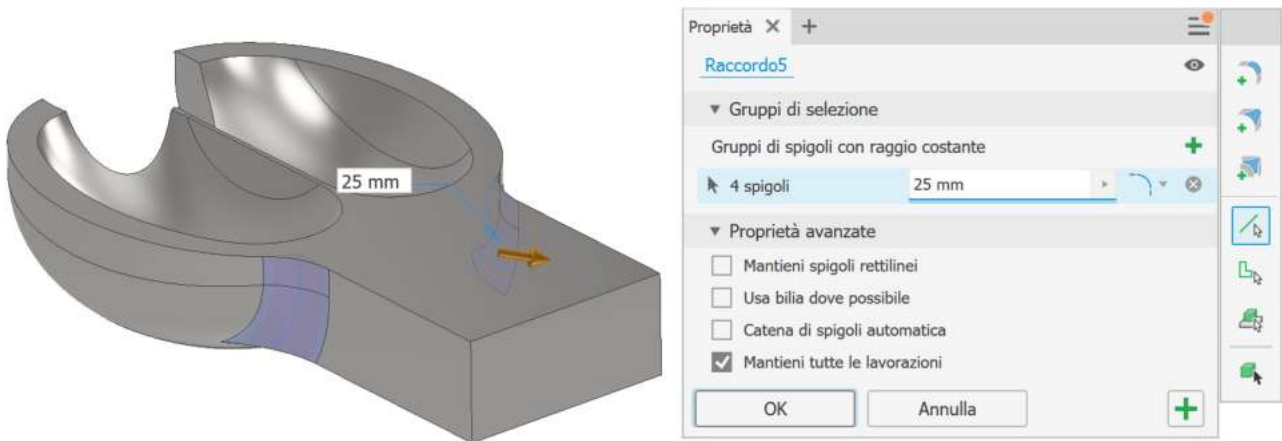 25 mm
Proprietà
Raccordo5
Gruppi di selezione
Gruppi di spigoli con raggio costante
4 spigoli 25 mm
Proprietà avanzate
Mantieni spigoli rettilinei
Usa bilia dove possibile
Catena di spigoli automatica
Mantieni tutte le lavorazioni
OK Annulla